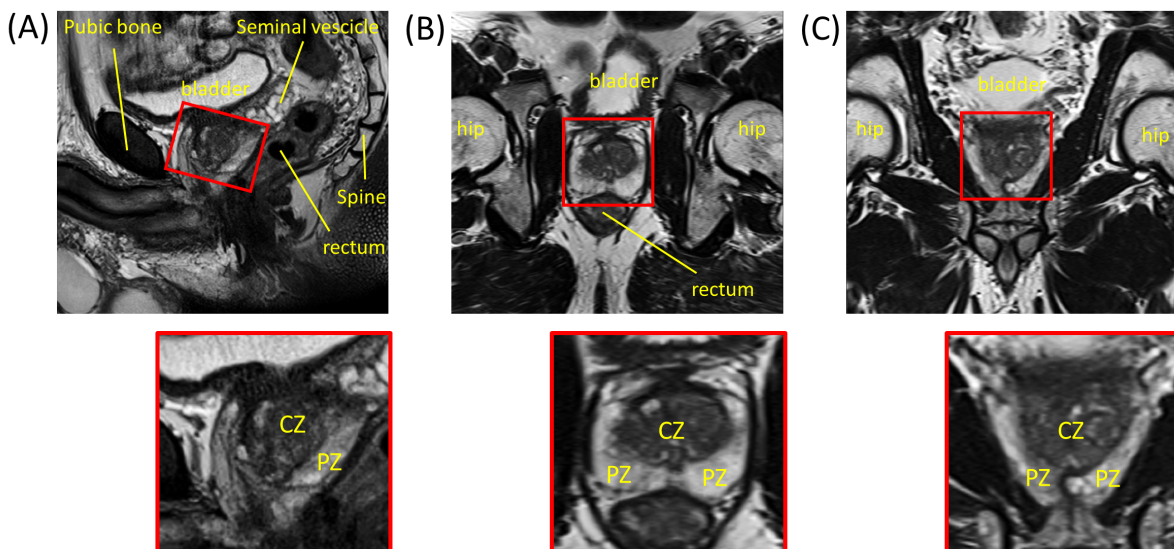 (A)
Pubic bone
Seminal vescicle
bladder
Spine
rectum
(B)
bladder
hip
hip
rectum
(C)
bladder
hip
hip
CZ
PZ
CZ
PZ
PZ
CZ
PZ
PZ